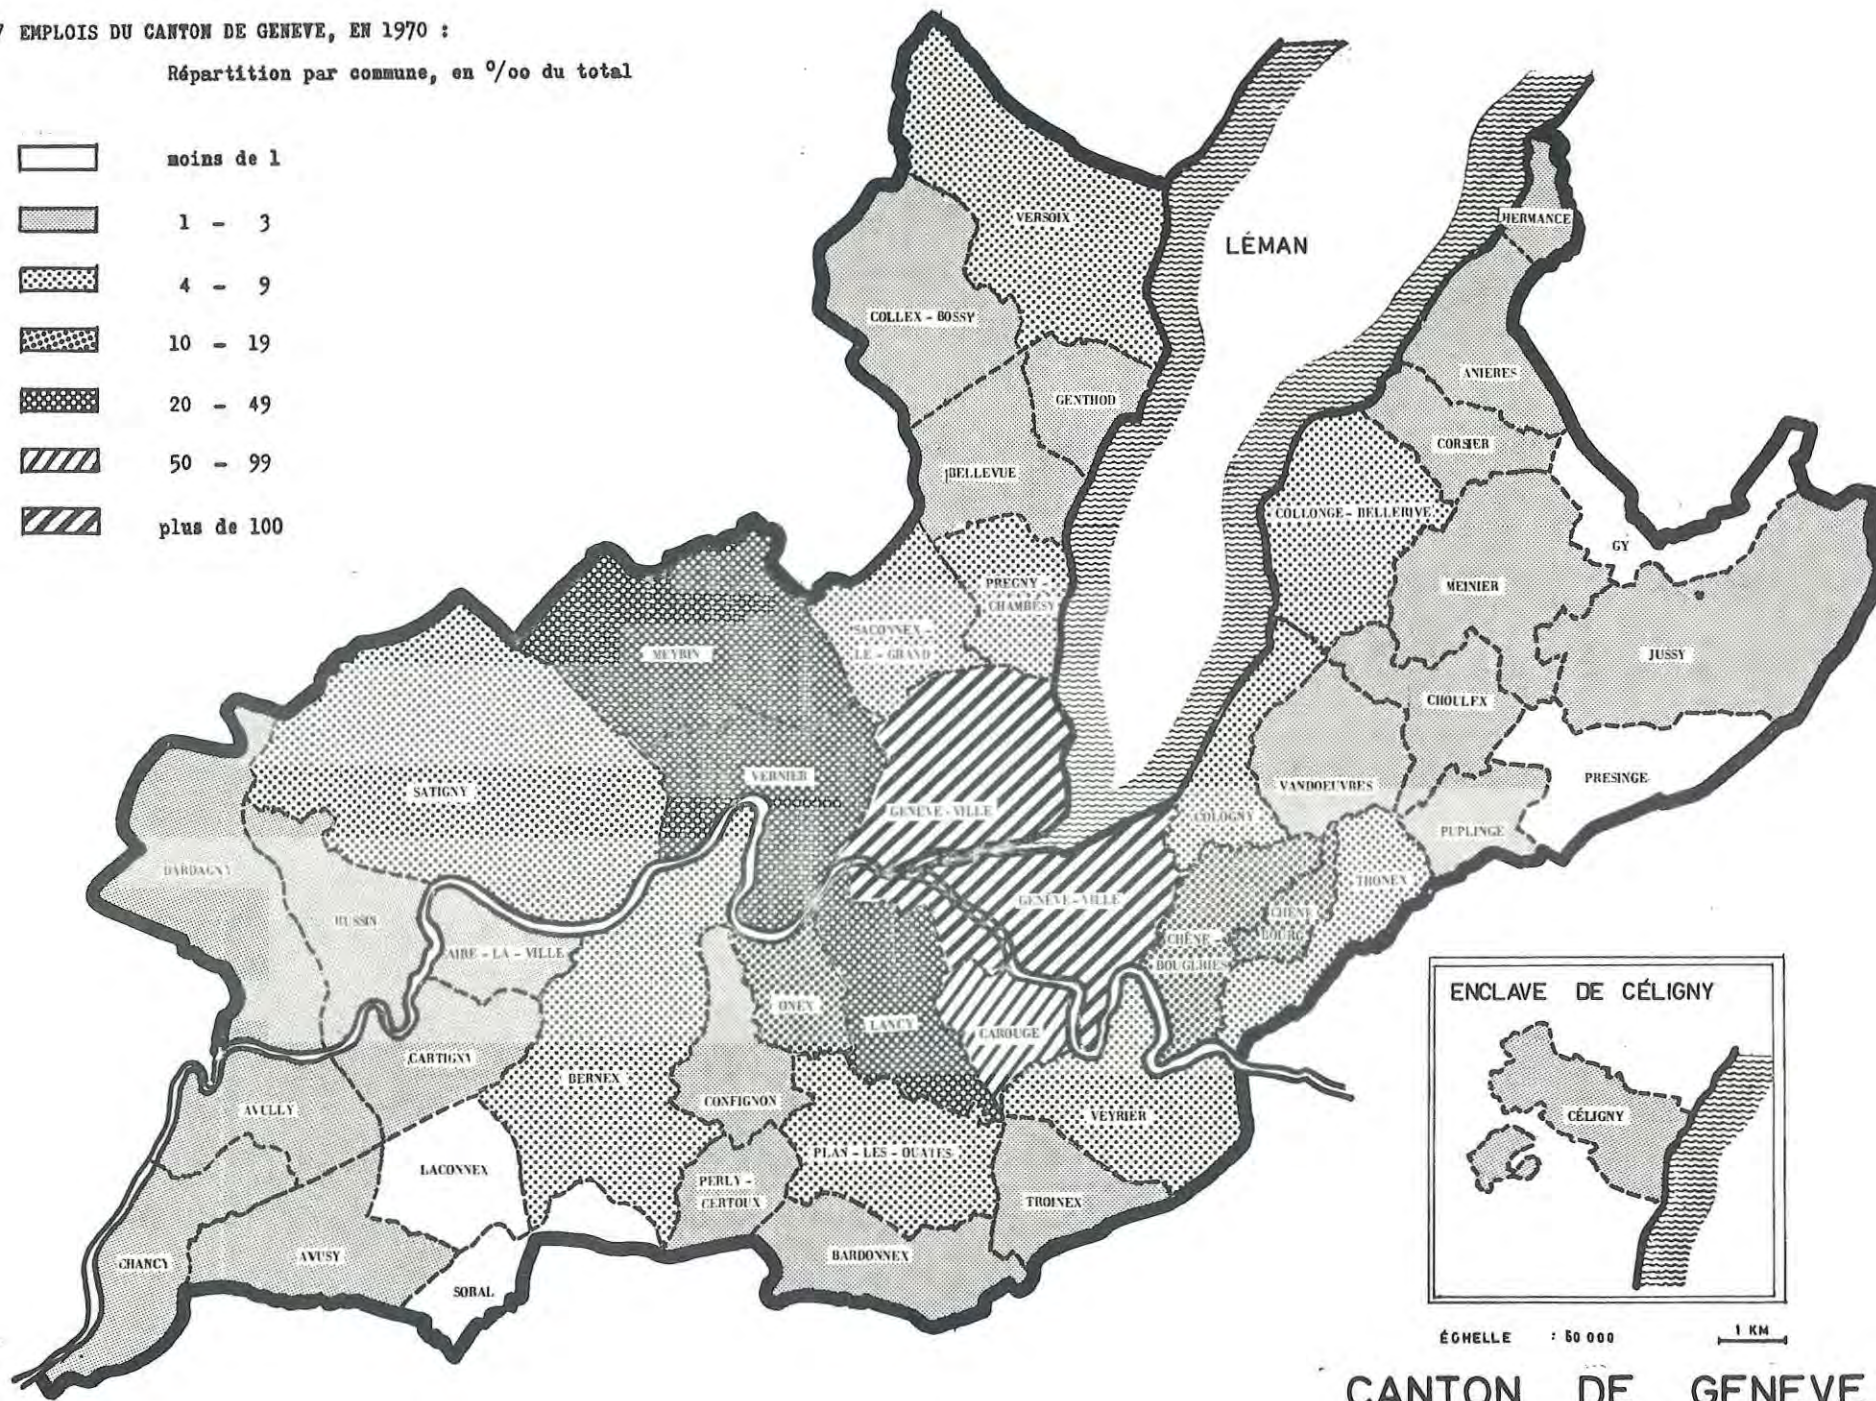 7 EMPLOIS DU CANTON DE GENEVE, EN 1970 :
Répartition par commune, en °/oo du total
moins de 1
1 - 3
4 - 9
10 - 19
20 - 49
50 - 99
plus de 100
VERSOIX
LÉMAN
HERMANCE
COLLEX - BOSSY
ANIERES
GENTHOD
CORSIER
BELLEVUE
COLLONGE - BELLERIVE
GY
MEINIER
PREGNY -
CHAMBESY
SACONNEX -
LE - GRAND
MEYRIN
JUSSY
CHOULEX
VERNIER
PRESINGE
SATIGNY
VANDOEUVRES
GENEVE - VILLE
COLOGNY
PUPLINGE
DARDAGNY
THONEX
GENEVE - VILLE
RUSSIN
CHENE
BOURG
CHÊNE -
BOUGERIES
AIRE - LA - VILLE
ONEX
LANCY
CAROUGE
CARTIGNY
BERNEX
CONFIGNON
AVULLY
VEYRIER
PLAN - LES - OUATES
LACONNEX
PERLY -
CERTOUX
TROINEX
CHANCY
AVUSY
BARDONNEX
SORAL
ENCLAVE DE CÉLIGNY
CÉLIGNY
ÉCHELLE : 50 000
1 KM
CANTON DE GENEVE